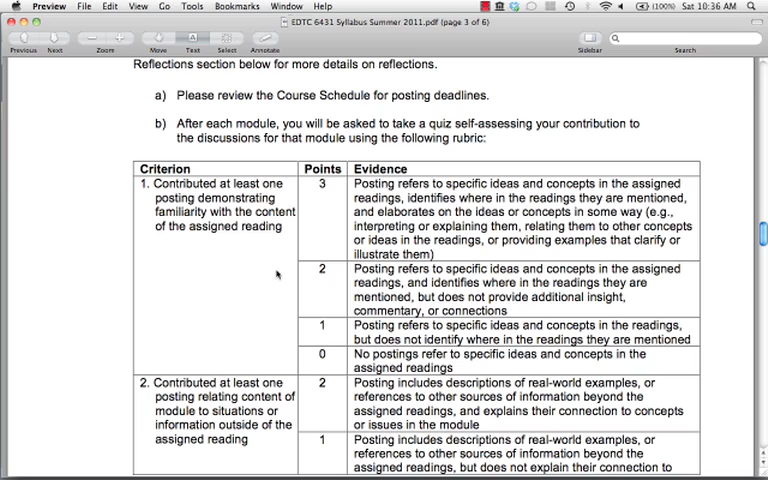 Preview File Edit View Go Tools Bookmarks Window Help (100%) Sat 10:36 AM
EDTC 6431 Syllabus Summer 2011.pdf (page 3 of 6)
Previous Next Zoom Move Text Select Annotate Sidebar Search
Reflections section below for more details on reflections.
a) Please review the Course Schedule for posting deadlines.
b) After each module, you will be asked to take a quiz self-assessing your contribution to
the discussions for that module using the following rubric:
Criterion Points Evidence
1. Contributed at least one
posting demonstrating
familiarity with the content
of the assigned reading
3
Posting refers to specific ideas and concepts in the assigned
readings, identifies where in the readings they are mentioned,
and elaborates on the ideas or concepts in some way (e.g.,
interpreting or explaining them, relating them to other concepts
or ideas in the readings, or providing examples that clarify or
illustrate them)
2
Posting refers to specific ideas and concepts in the assigned
readings, and identifies where in the readings they are
mentioned, but does not provide additional insight,
commentary, or connections
1
Posting refers to specific ideas and concepts in the readings,
but does not identify where in the readings they are mentioned
0
No postings refer to specific ideas and concepts in the
assigned readings
2. Contributed at least one
posting relating content of
module to situations or
information outside of the
assigned reading
2
Posting includes descriptions of real-world examples, or
references to other sources of information beyond the
assigned readings, and explains their connection to concepts
or issues in the module
1
Posting includes descriptions of real-world examples, or
references to other sources of information beyond the
assigned readings, but does not explain their connection to